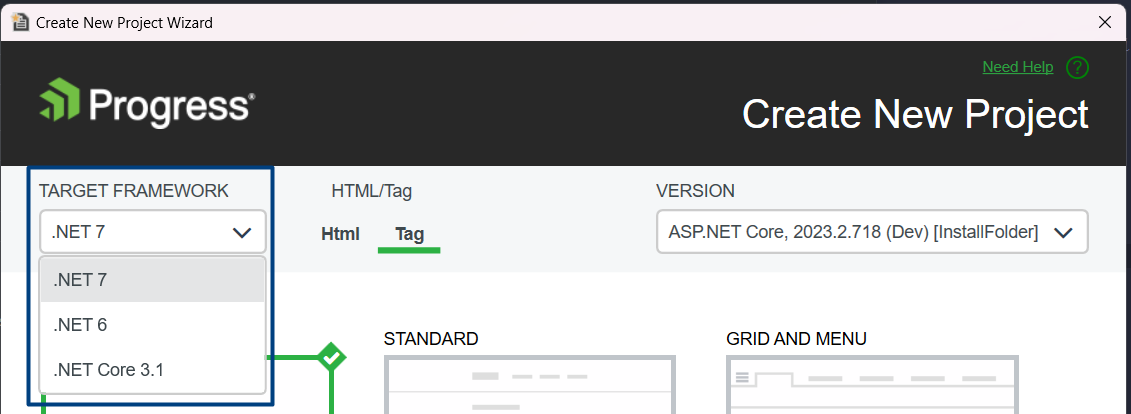 Create New Project Wizard
Need Help ?
Progress®
Create New Project
TARGET FRAMEWORK
HTML/Tag
VERSION
.NET 7
Html
Tag
ASP.NET Core, 2023.2.718 (Dev) [InstallFolder]
.NET 7
.NET 6
.NET Core 3.1
STANDARD
GRID AND MENU